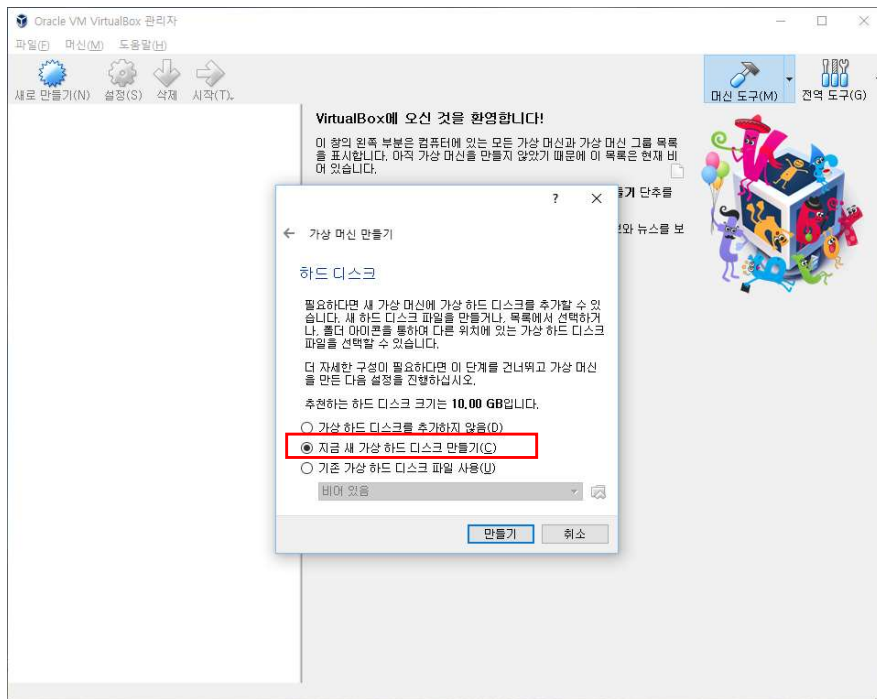 Oracle VM VirtualBox 관리자
파일(F) 머신(M) 도움말(H)
새로 만들기(N) 설정(S) 삭제 시작(T)
머신 도구(M) 전역 도구(G)
VirtualBox에 오신 것을 환영합니다!
이 창의 왼쪽 부분은 컴퓨터에 있는 모든 가상 머신과 가상 머신 그룹 목록
을 표시합니다. 아직 가상 머신을 만들지 않았기 때문에 이 목록은 현재 비
어 있습니다.
기 단추를
와 뉴스를 보
?
← 가상 머신 만들기
하드 디스크
필요하다면 새 가상 머신에 가상 하드 디스크를 추가할 수 있
습니다. 새 하드 디스크 파일을 만들거나, 목록에서 선택하거
나, 폴더 아이콘을 통하여 다른 위치에 있는 가상 하드 디스크
파일을 선택할 수 있습니다.
더 자세한 구성이 필요하다면 이 단계를 건너뛰고 가상 머신
을 만든 다음 설정을 진행하십시오.
추천하는 하드 디스크 크기는 10,00 GB입니다.
가상 하드 디스크를 추가하지 않음(D)
지금 새 가상 하드 디스크 만들기(C)
기존 가상 하드 디스크 파일 사용(U)
비어 있음
만들기 취소